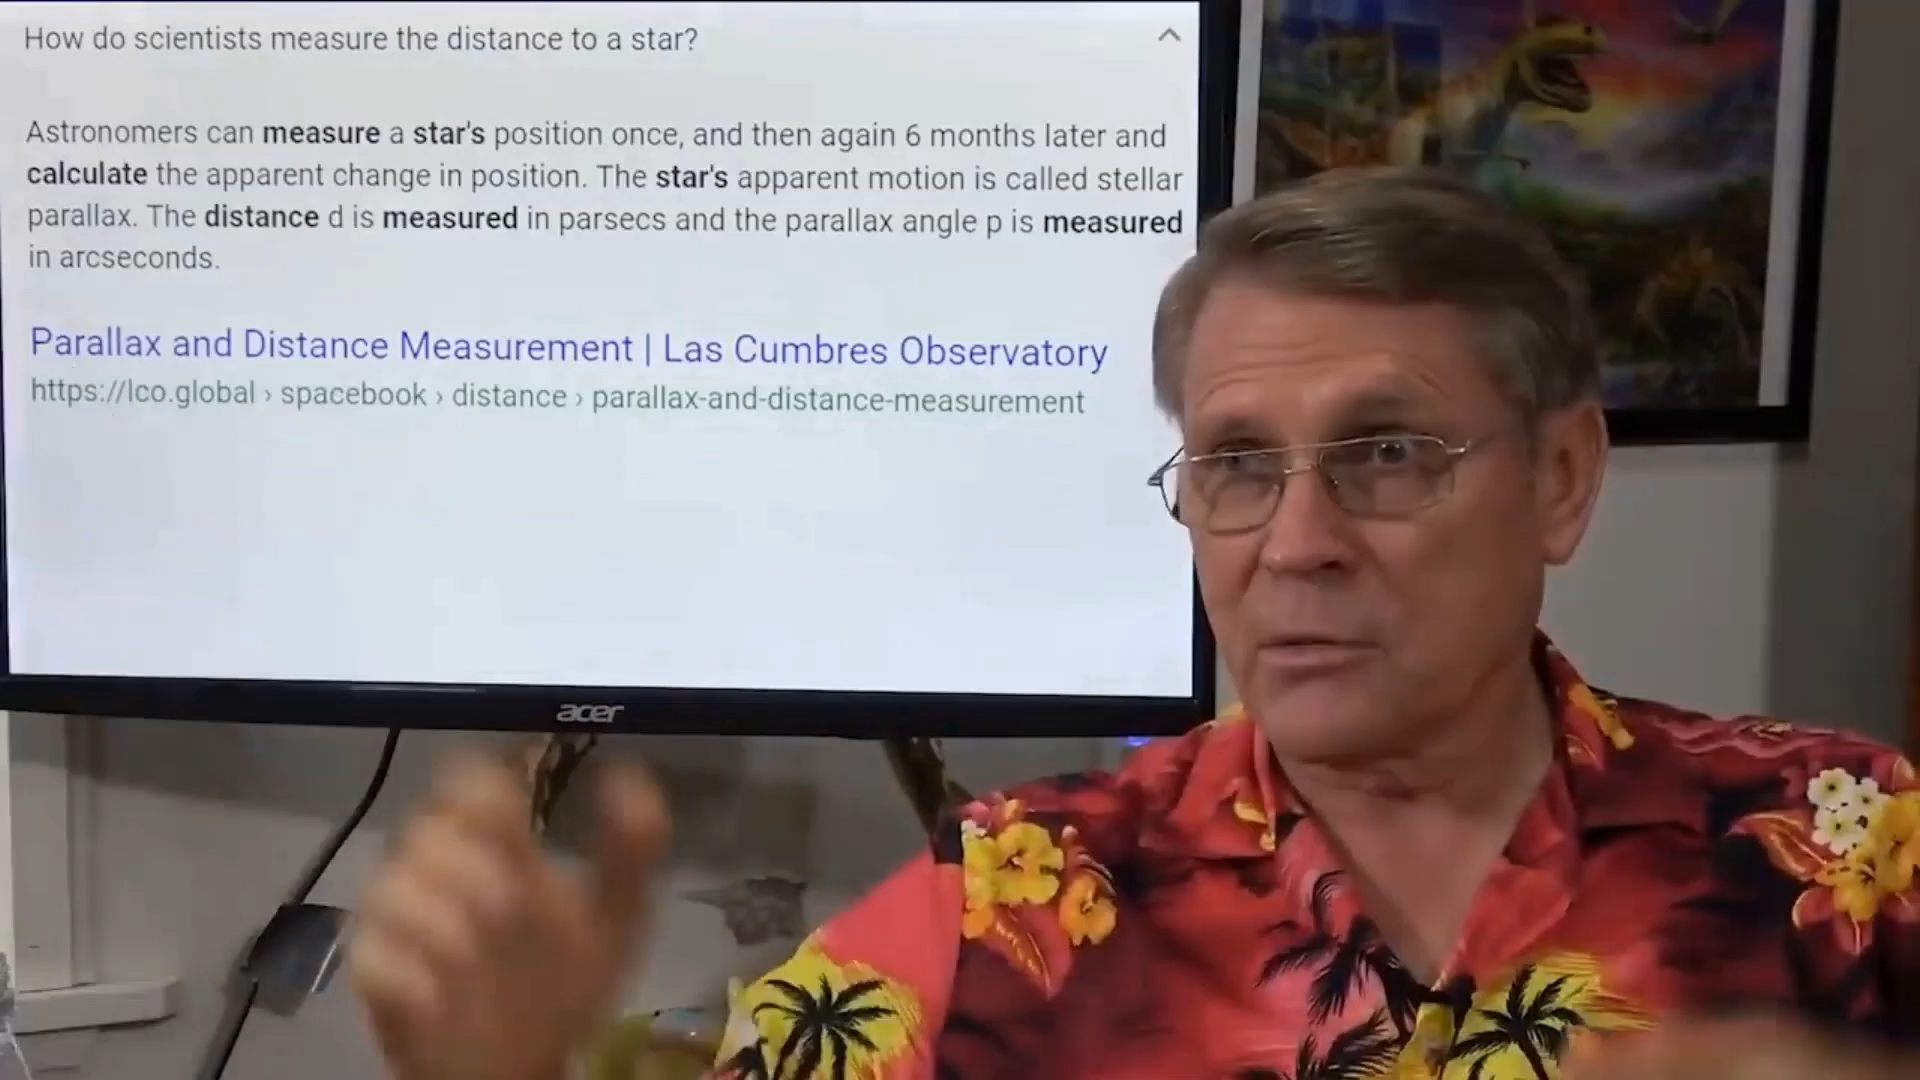 How do scientists measure the distance to a star?
Astronomers can measure a star's position once, and then again 6 months later and
calculate the apparent change in position. The star's apparent motion is called stellar
parallax. The distance d is measured in parsecs and the parallax angle p is measured
in arcseconds.
Parallax and Distance Measurement | Las Cumbres Observatory
https://lco.global › spacebook › distance › parallax-and-distance-measurement
acer